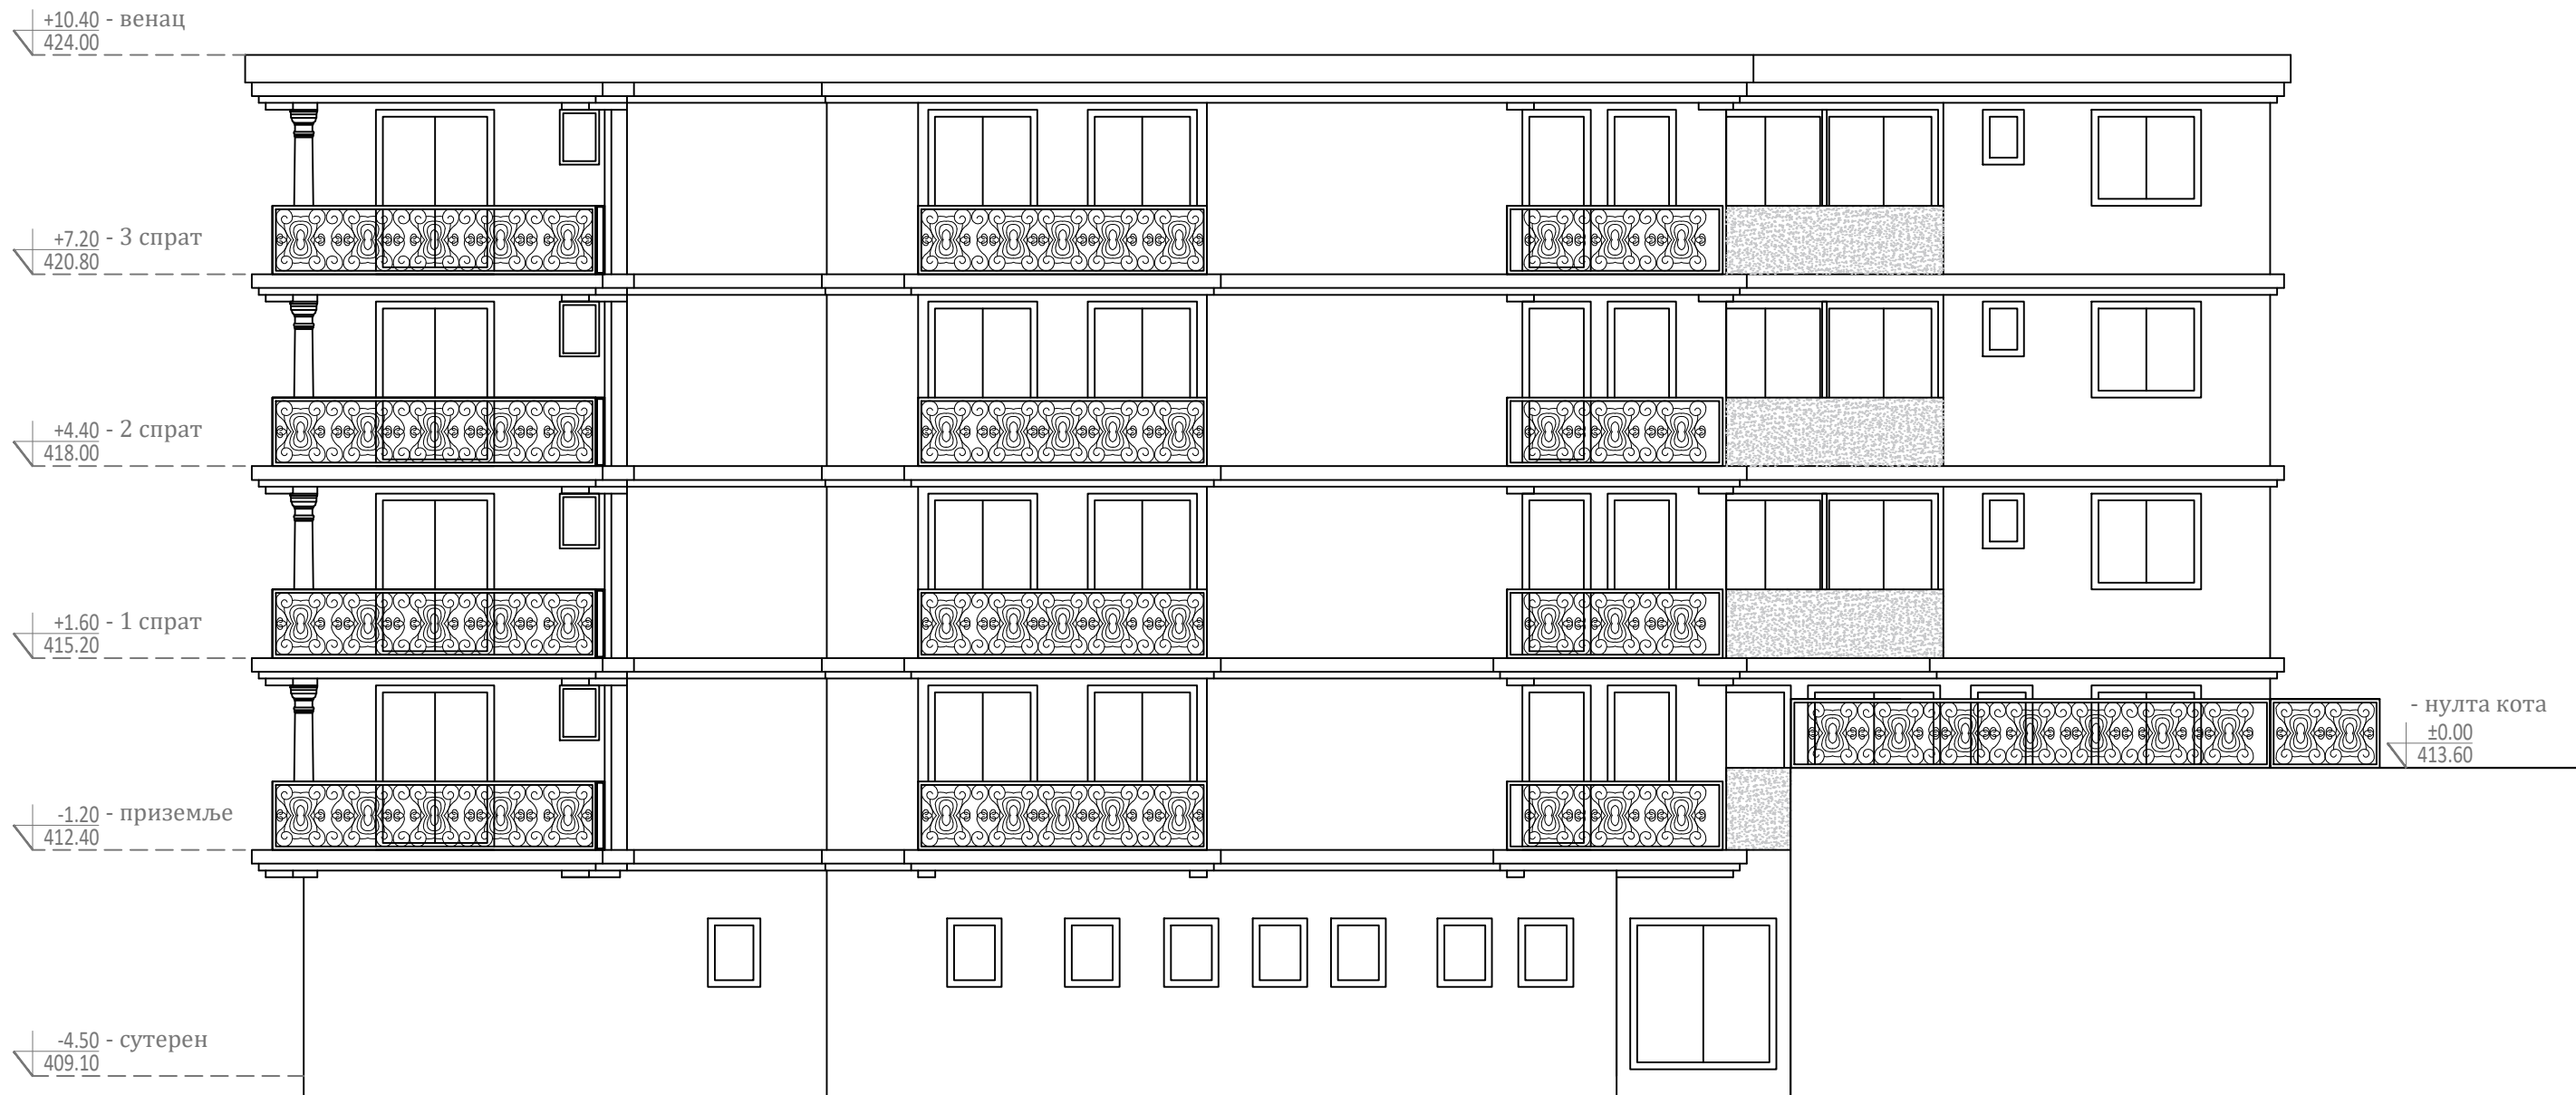 +10.40 - венац
424.00
+7.20 - 3 спрат
420.80
+4.40 - 2 спрат
418.00
+1.60 - 1 спрат
415.20
- нулта кота
±0.00
413.60
-1.20 - приземље
412.40
-4.50 - сутерен
409.10